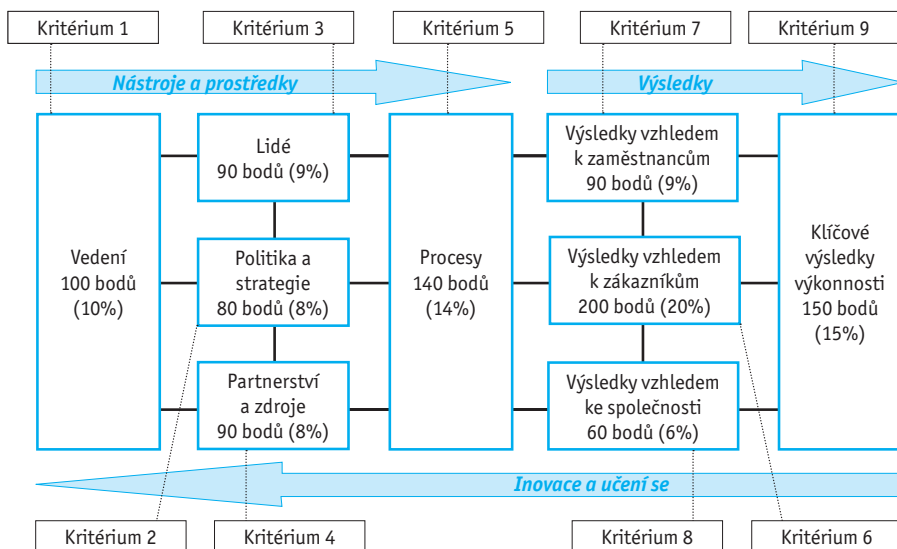 Kritérium 1
Kritérium 3
Kritérium 5
Kritérium 7
Kritérium 9
Nástroje a prostředky
Výsledky
Vedení
100 bodů
(10%)
Lidé
90 bodů (9%)
Politika a
strategie
80 bodů (8%)
Partnerství
a zdroje
90 bodů (8%)
Procesy
140 bodů
(14%)
Výsledky vzhledem
k zaměstnancům
90 bodů (9%)
Výsledky vzhledem
k zákazníkům
200 bodů (20%)
Výsledky vzhledem
ke společnosti
60 bodů (6%)
Klíčové
výsledky
výkonnosti
150 bodů
(15%)
Inovace a učení se
Kritérium 2
Kritérium 4
Kritérium 8
Kritérium 6